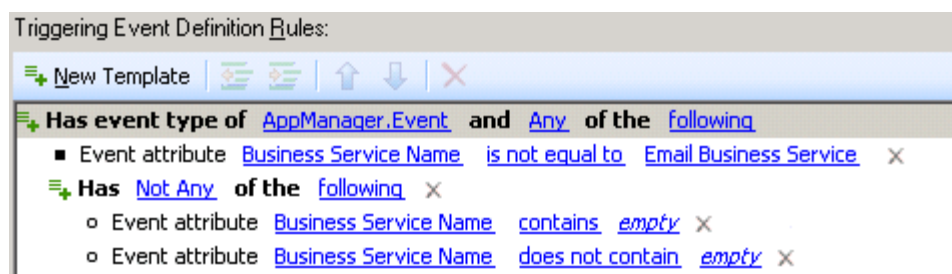 Triggering Event Definition Rules:
New Template
Has event type of AppManager.Event and Any of the following
Event attribute Business Service Name is not equal to Email Business Service
Has Not Any of the following
Event attribute Business Service Name contains empty
Event attribute Business Service Name does not contain empty